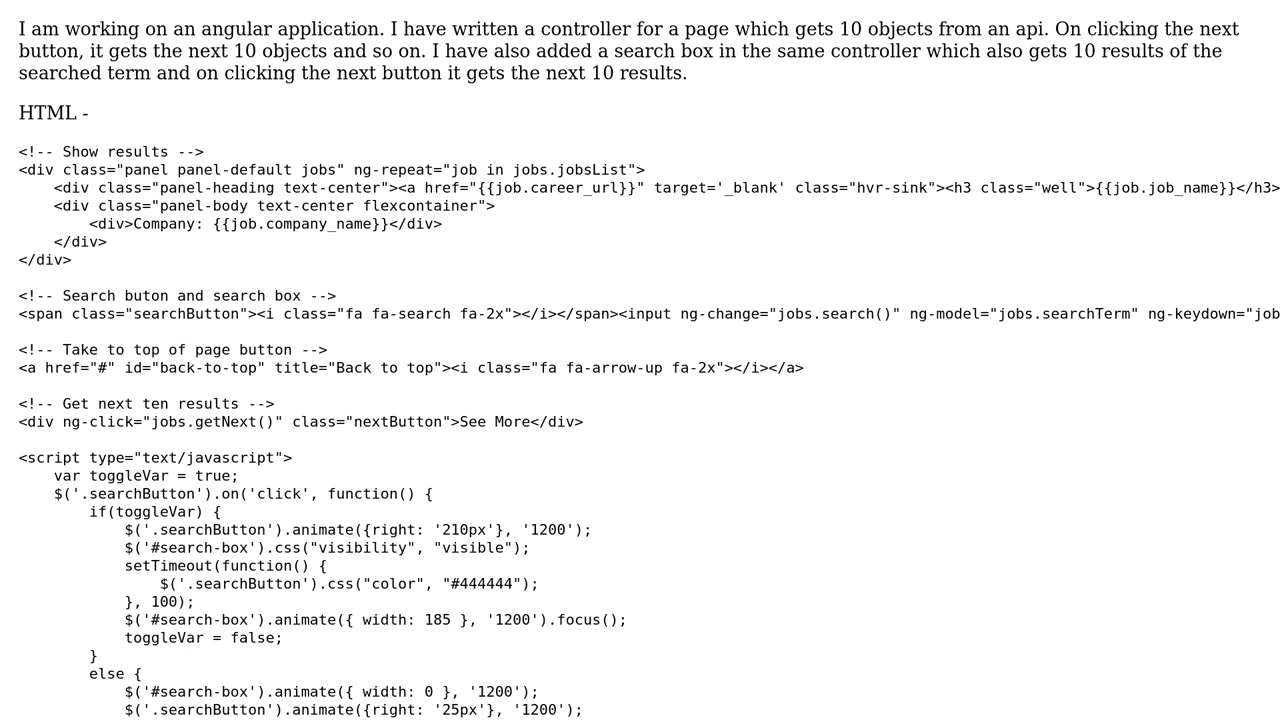 I am working on an angular application. I have written a controller for a page which gets 10 objects from an api. On clicking the next
button, it gets the next 10 objects and so on. I have also added a search box in the same controller which also gets 10 results of the
searched term and on clicking the next button it gets the next 10 results.
HTML -
<!-- Show results -->
<div class="panel panel-default jobs" ng-repeat="job in jobs.jobsList">
    <div class="panel-heading text-center"><a href="{{job.career_url}}" target='_blank' class="hvr-sink"><h3 class="well">{{job.job_name}}</h3>
    <div class="panel-body text-center flexcontainer">
        <div>Company: {{job.company_name}}</div>
    </div>
</div>
<!-- Search buton and search box -->
<span class="searchButton"><i class="fa fa-search fa-2x"></i></span><input ng-change="jobs.search()" ng-model="jobs.searchTerm" ng-keydown="job
<!-- Take to top of page button -->
<a href="#" id="back-to-top" title="Back to top"><i class="fa fa-arrow-up fa-2x"></i></a>
<!-- Get next ten results -->
<div ng-click="jobs.getNext()" class="nextButton">See More</div>
<script type="text/javascript">
    var toggleVar = true;
    $('.searchButton').on('click', function() {
        if(toggleVar) {
            $('.searchButton').animate({right: '210px'}, '1200');
            $('#search-box').css("visibility", "visible");
            setTimeout(function() {
                $('.searchButton').css("color", "#444444");
            }, 100);
            $('#search-box').animate({ width: 185 }, '1200').focus();
            toggleVar = false;
        }
        else {
            $('#search-box').animate({ width: 0 }, '1200');
            $('.searchButton').animate({right: '25px'}, '1200');